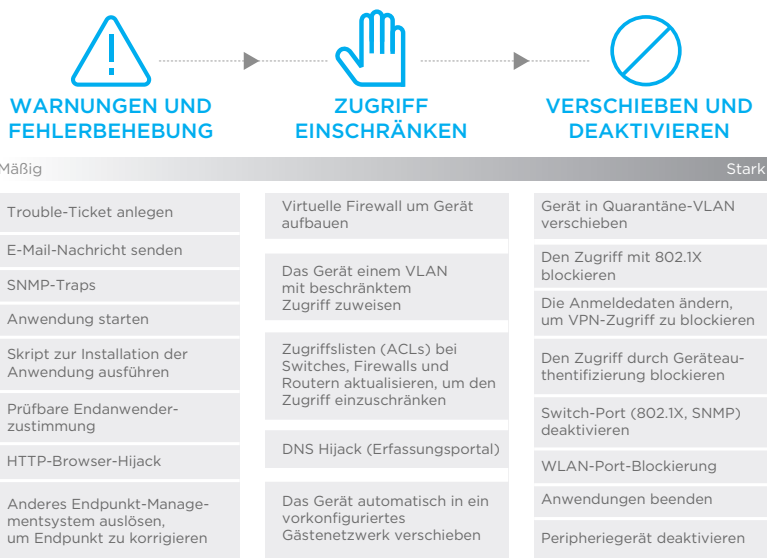 WARNUNGEN UND
FEHLERBEHEBUNG
ZUGRIFF
EINSCHRÄNKEN
VERSCHIEBEN UND
DEAKTIVIEREN
Mäßig
Stark
Trouble-Ticket anlegen
E-Mail-Nachricht senden
SNMP-Traps
Anwendung starten
Skript zur Installation der
Anwendung ausführen
Prüfbare Endanwender-
zustimmung
HTTP-Browser-Hijack
Anderes Endpunkt-Manage-
mentsystem auslösen,
um Endpunkt zu korrigieren
Virtuelle Firewall um Gerät
aufbauen
Das Gerät einem VLAN
mit beschränktem
Zugriff zuweisen
Zugriffslisten (ACLs) bei
Switches, Firewalls und
Routern aktualisieren, um den
Zugriff einzuschränken
DNS Hijack (Erfassungsportal)
Das Gerät automatisch in ein
vorkonfiguriertes
Gästenetzwerk verschieben
Gerät in Quarantäne-VLAN
verschieben
Den Zugriff mit 802.1X
blockieren
Die Anmeldedaten ändern,
um VPN-Zugriff zu blockieren
Den Zugriff durch Geräteau-
thentifizierung blockieren
Switch-Port (802.1X, SNMP)
deaktivieren
WLAN-Port-Blockierung
Anwendungen beenden
Peripheriegerät deaktivieren